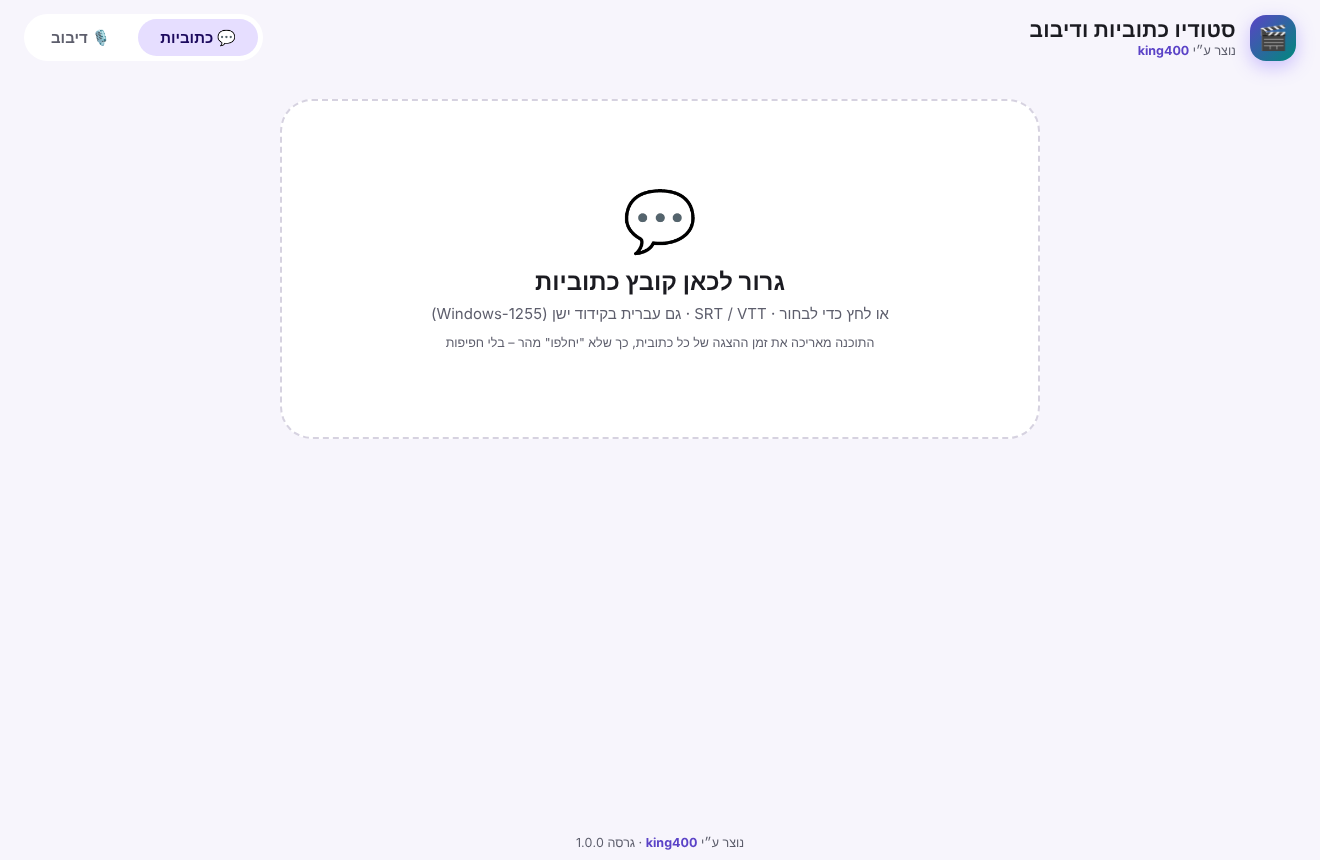 סטודיו כתוביות ודיבוב
נוצר ע״י king400
💬 כתוביות
🎙️ דיבוב
גרור לכאן קובץ כתוביות
או לחץ כדי לבחור · SRT / VTT · גם עברית בקידוד ישן (Windows-1255)
התוכנה מאריכה את זמן ההצגה של כל כתובית, כך שלא "יחלפו" מהר – בלי חפיפות
נוצר ע״י king400 · גרסה 1.0.0